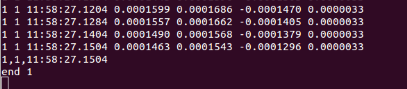 1 1 11:58:27.1204 0.0001599 0.0001686 -0.0001470 0.0000033
1 1 11:58:27.1284 0.0001557 0.0001662 -0.0001405 0.0000033
1 1 11:58:27.1404 0.0001490 0.0001568 -0.0001379 0.0000033
1 1 11:58:27.1504 0.0001463 0.0001543 -0.0001296 0.0000033
1,1,11:58:27.1504
end 1